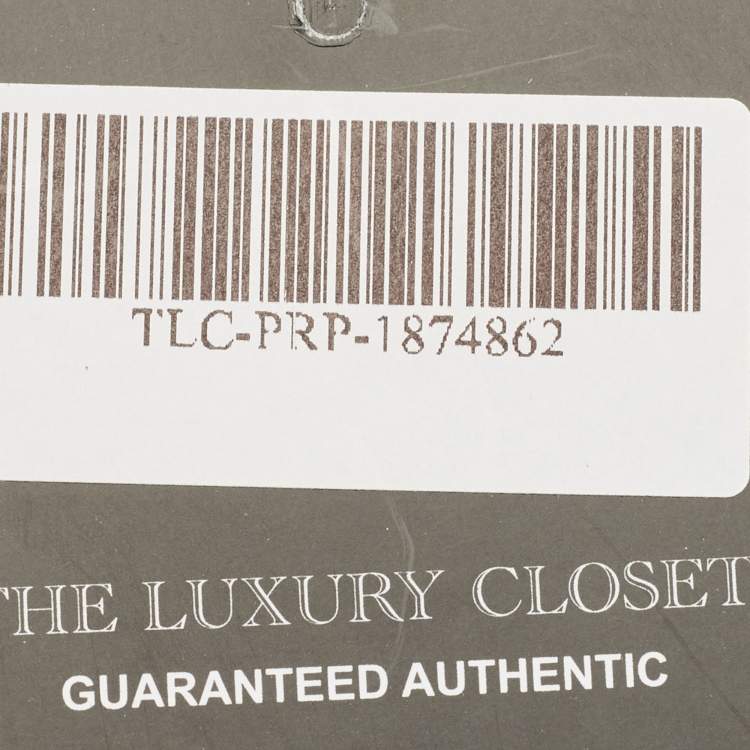 TLC-PRP-1874862
THE LUXURY CLOSET
GUARANTEED AUTHENTIC